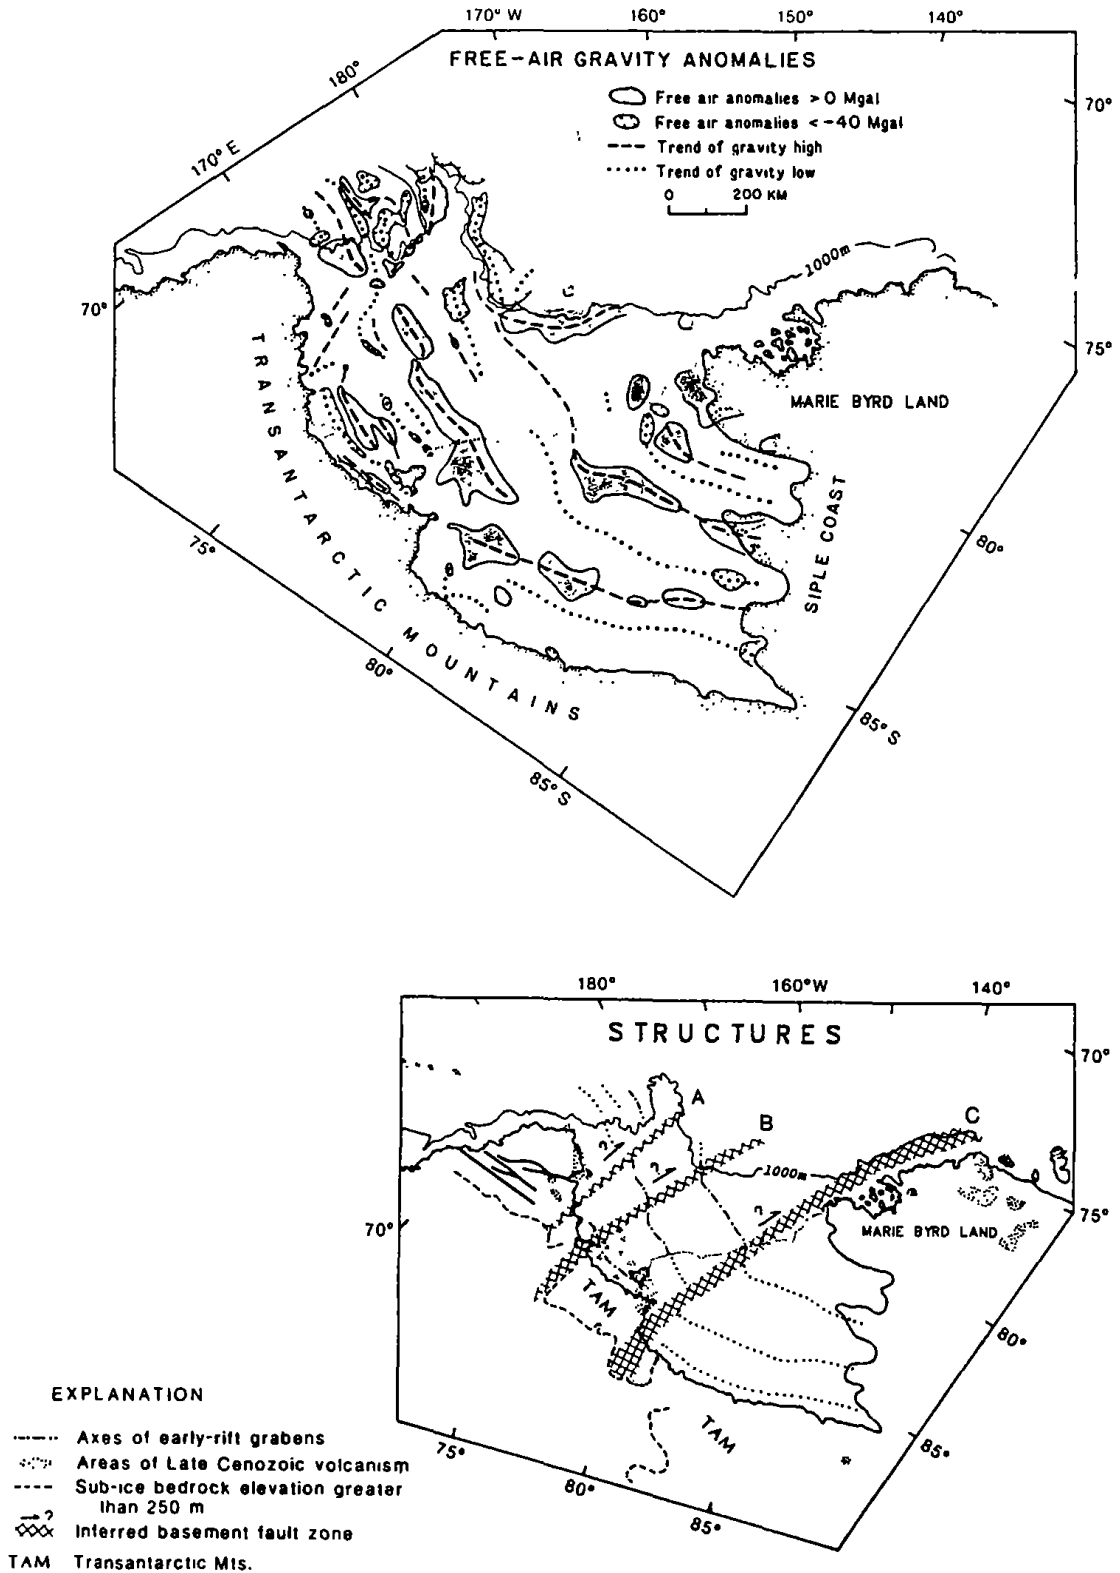 170° W 160° 150° 140°
FREE-AIR GRAVITY ANOMALIES
180°
Free air anomalies > 0 Mgal
70°
Free air anomalies < -40 Mgal
Trend of gravity high
170° E
Trend of gravity low
0 200 KM
1000m
70°
75°
TRANSANTARCTIC MOUNTAINS
MARIE BYRD LAND
SIPLE COAST
75°
80°
80°
85° S
85° S
180° 160° W 140°
STRUCTURES
70°
A
B
C
?
?
1000m
?
75°
70°
MARIE BYRD LAND
TAM
80°
EXPLANATION
TAM
85°
Axes of early-rift grabens
75°
Areas of Late Cenozoic volcanism
Sub-ice bedrock elevation greater
than 250 m
80°
?
85°
Inferred basement fault zone
TAM Transantarctic Mts.